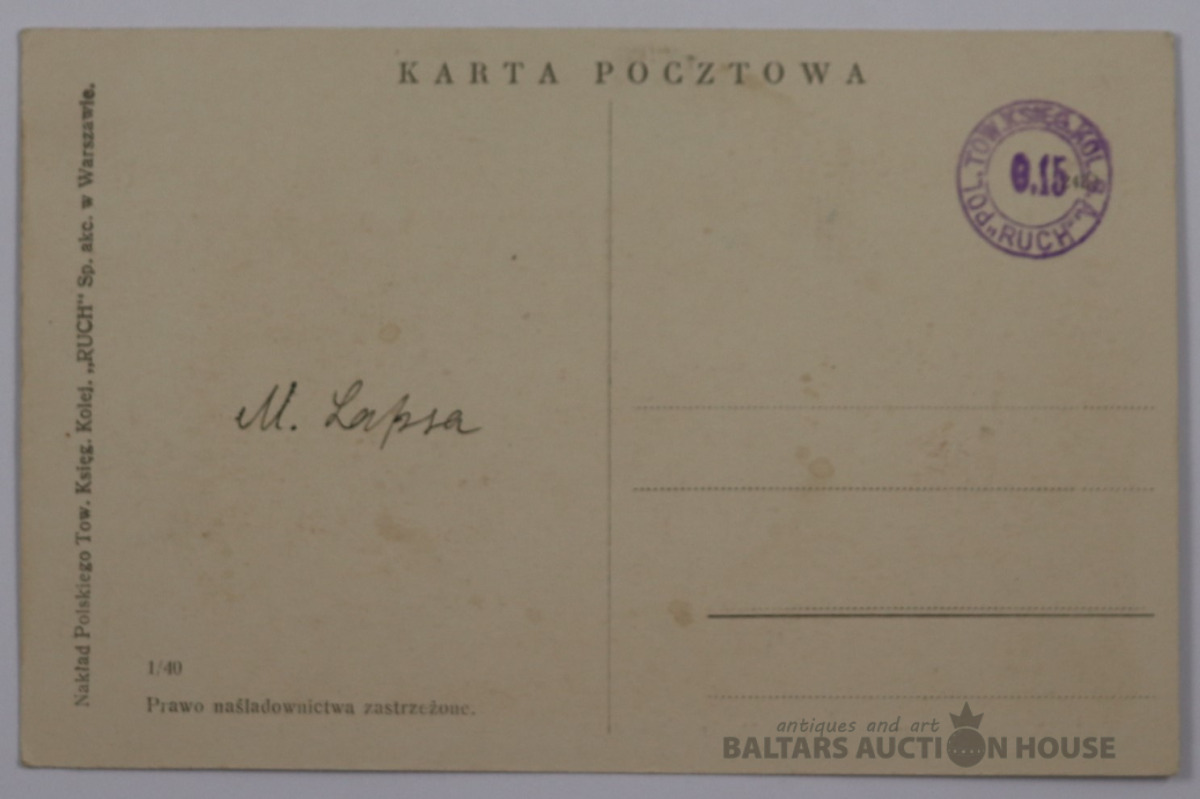 KARTA POCZTOWA
POL. TOW. KSIĘG. KOL. S. A. „RUCH"
0.15
Nakład Polskiego Tow. Księg. Kolej. „RUCH" Sp. akc. w Warszawie.
M. Lapsa
1/40
Prawo naśladownictwa zastrzeżone.
antiques and art
BALTARS AUCTION HOUSE